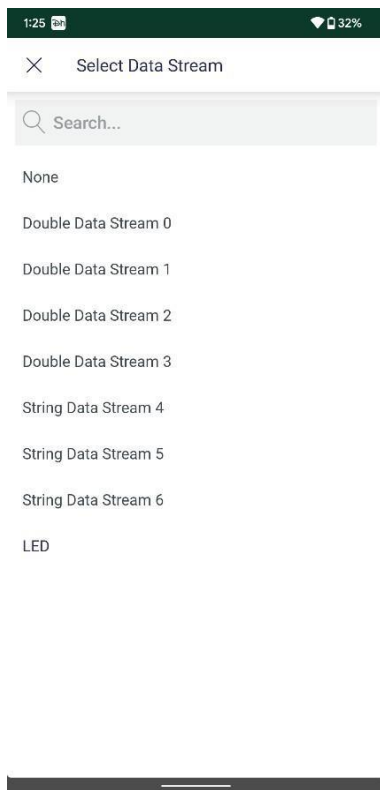 1:25 32%
Select Data Stream
Search...
None
Double Data Stream 0
Double Data Stream 1
Double Data Stream 2
Double Data Stream 3
String Data Stream 4
String Data Stream 5
String Data Stream 6
LED